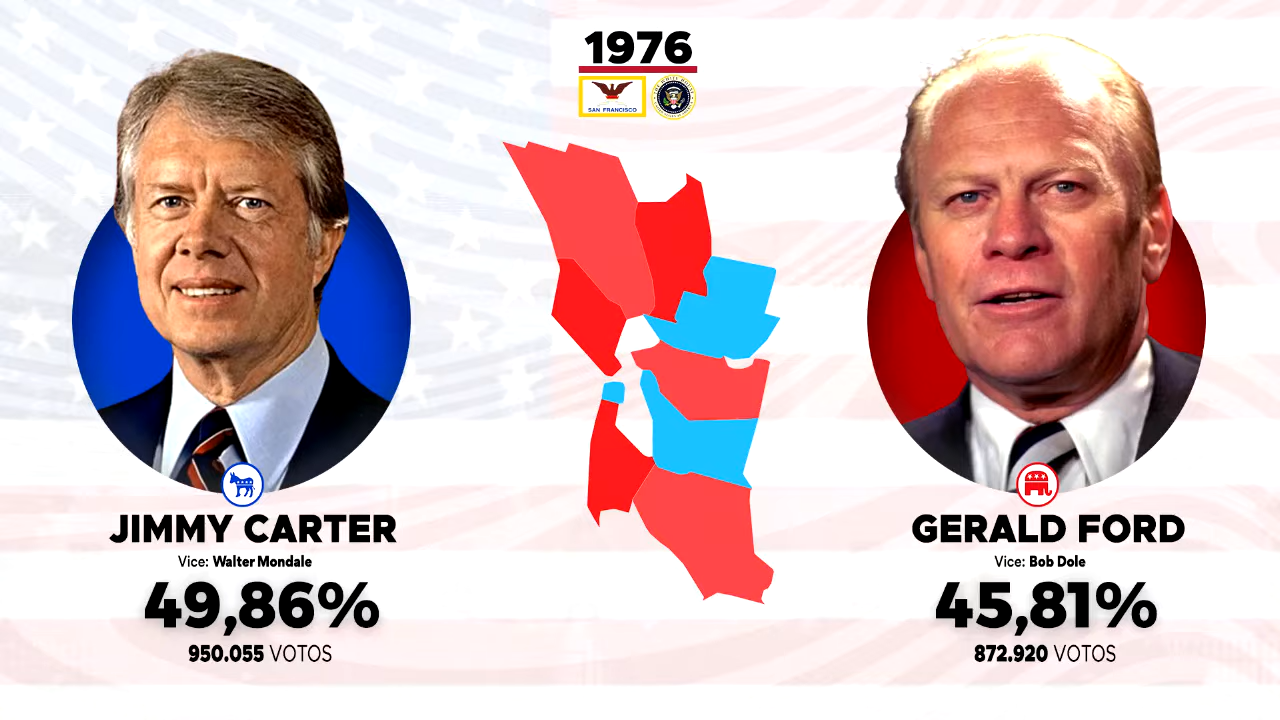 1976
SAN FRANCISCO
JIMMY CARTER
Vice: Walter Mondale
49,86%
950.055 VOTOS
GERALD FORD
Vice: Bob Dole
45,81%
872.920 VOTOS